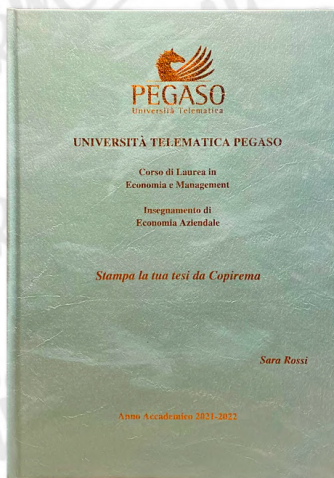 PEGASO
Università Telematica
UNIVERSITÀ TELEMATICA PEGASO
Corso di Laurea in
Economia e Management
Insegnamento di
Economia Aziendale
Stampa la tua tesi da Copirema
Sara Rossi
Anno Accademico 2021-2022